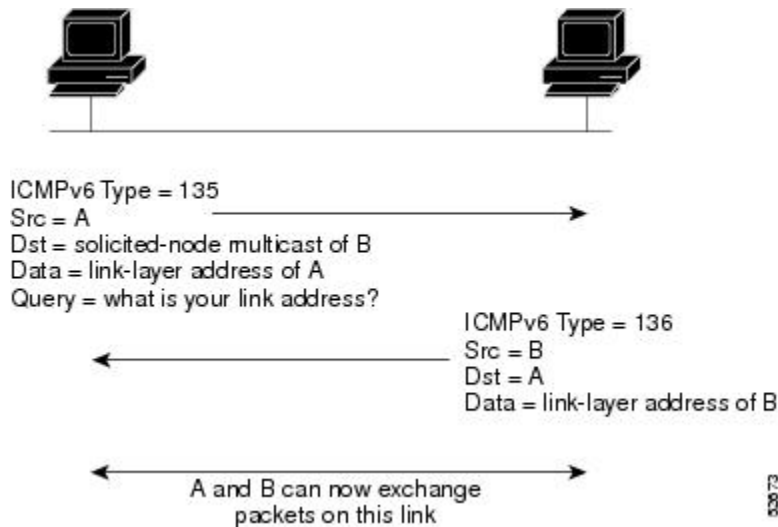 ICMPv6 Type = 135
Src = A
Dst = solicited-node multicast of B
Data = link-layer address of A
Query = what is your link address?
ICMPv6 Type = 136
Src = B
Dst = A
Data = link-layer address of B
A and B can now exchange
packets on this link
52673